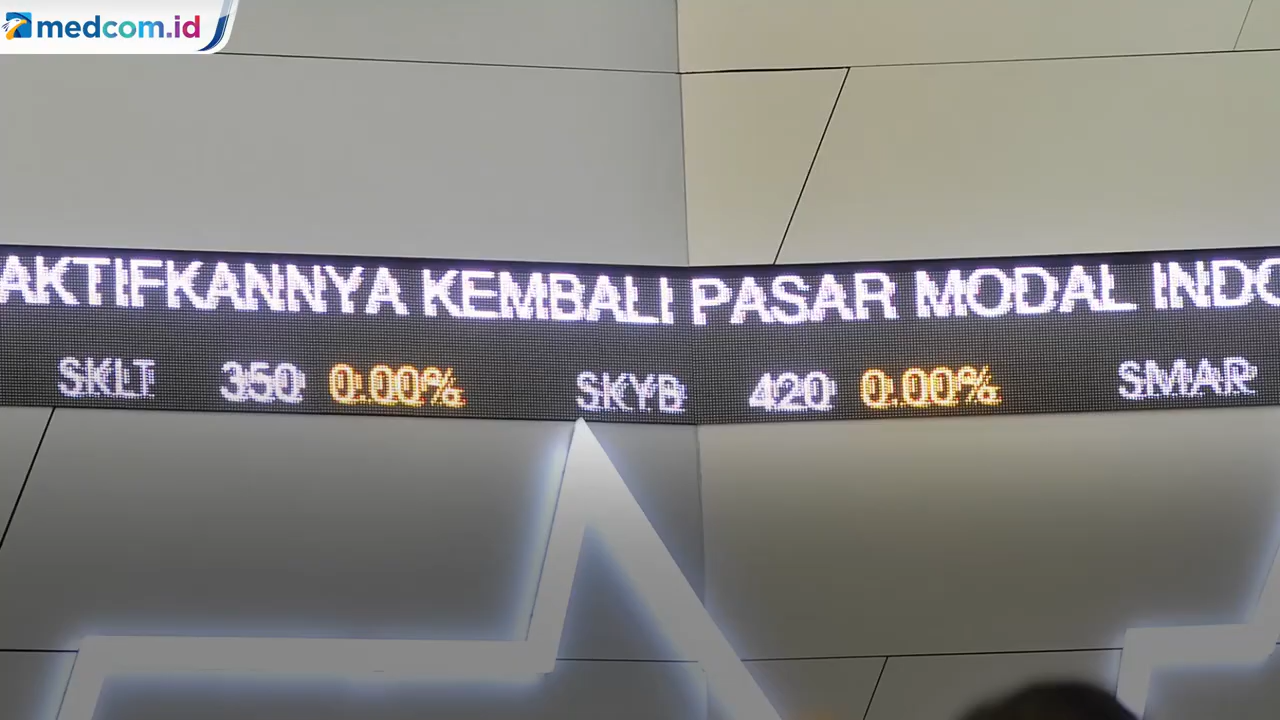 medcom.id
AKTIFKANNYA KEMBALI PASAR MODAL INDO
SKLT 350 0.00% SKYB 420 0.00% SMAR